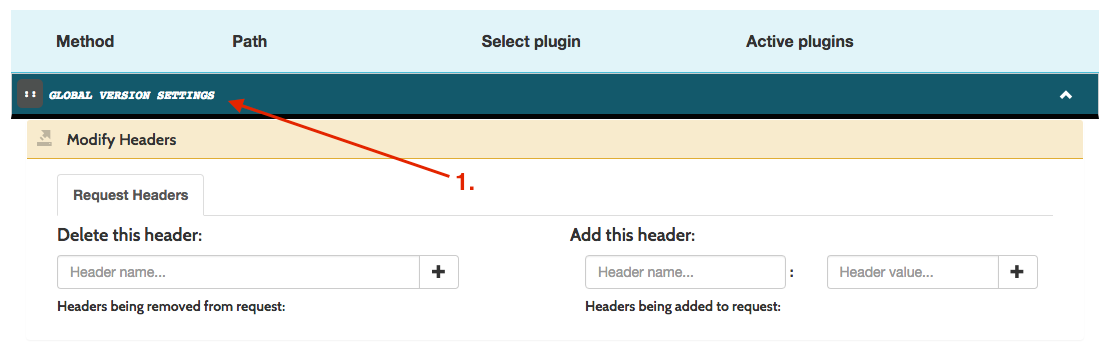 Method Path Select plugin Active plugins
:: GLOBAL VERSION SETTINGS
Modify Headers
1.
Request Headers
Delete this header: Add this header:
Header name... + Header name... : Header value... +
Headers being removed from request: Headers being added to request: